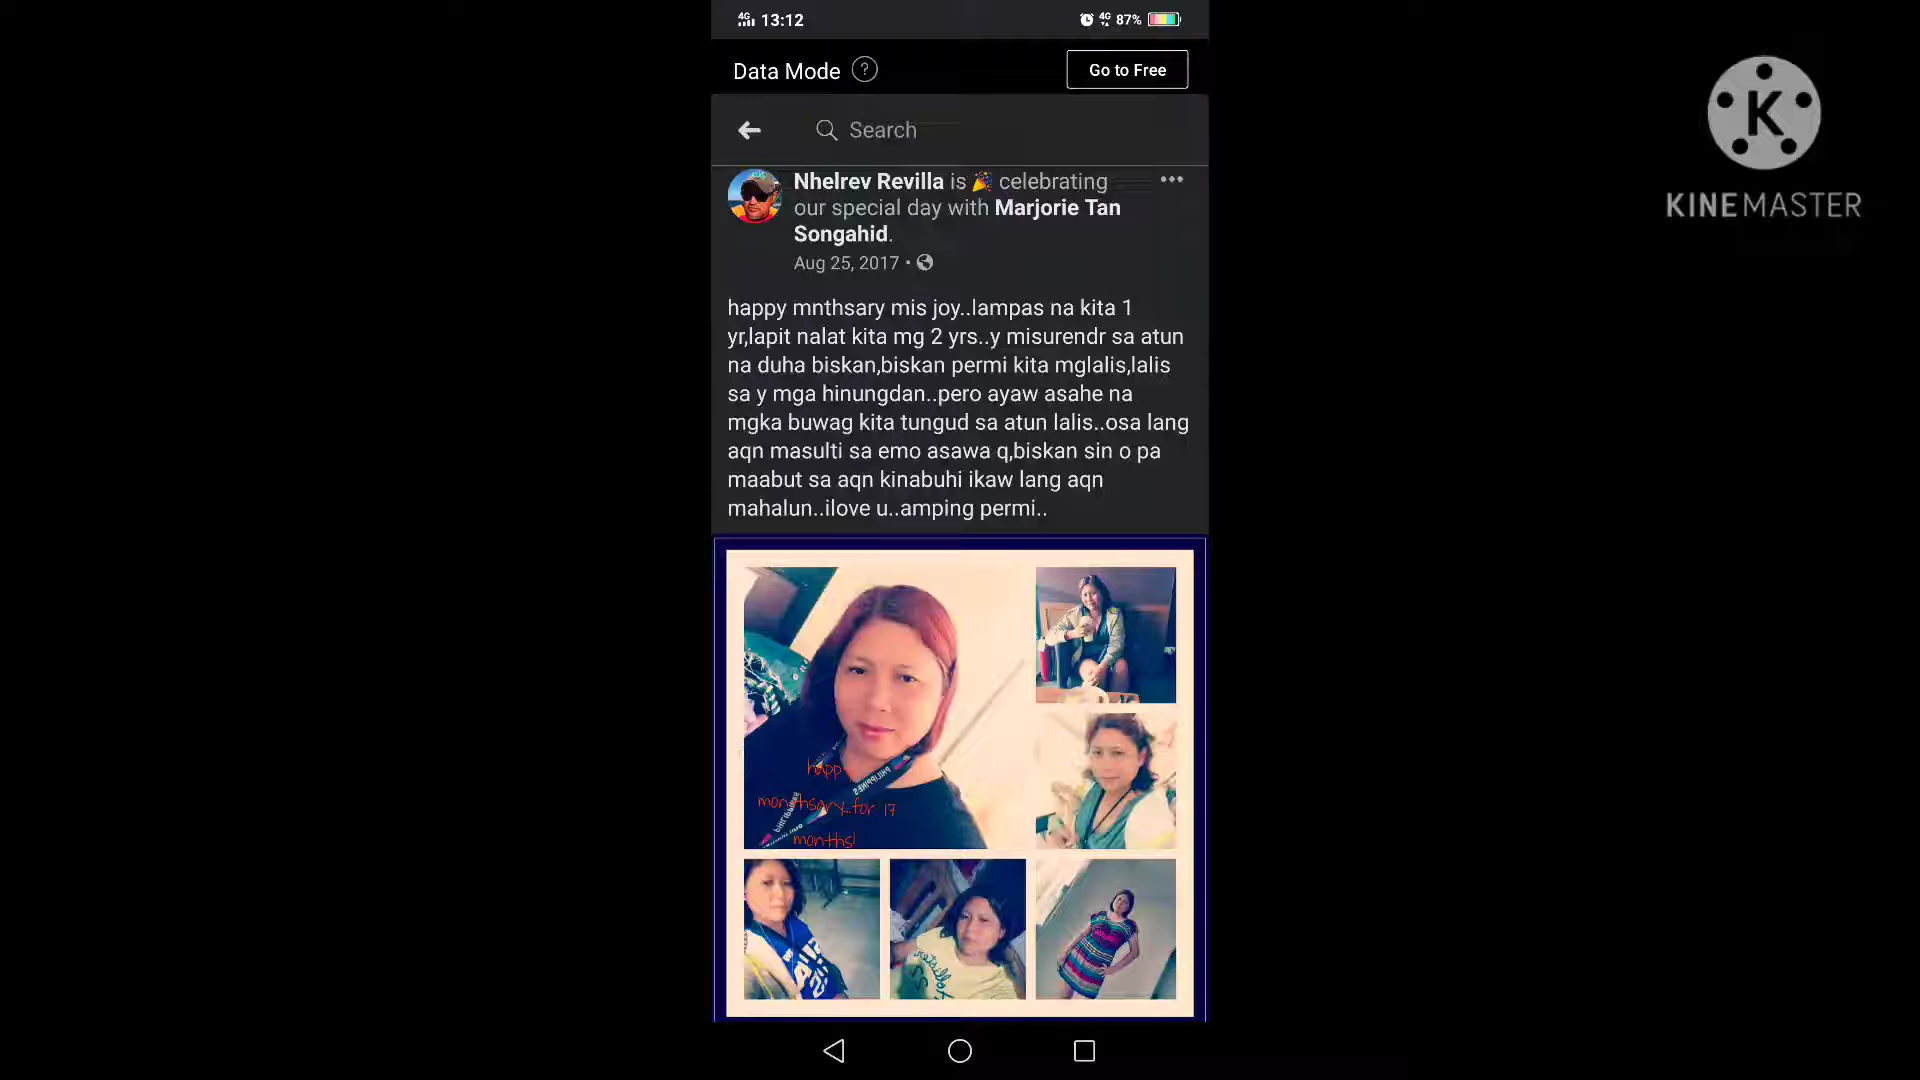 4G 13:12 4G 87%
Data Mode ? Go to Free
Search
Nhelrev Revilla is 🎉 celebrating
our special day with Marjorie Tan
Songahid.
Aug 25, 2017 •
happy mnthsary mis joy..lampas na kita 1
yr,lapit nalat kita mg 2 yrs..y misurendr sa atun
na duha biskan,biskan permi kita mglalis,lalis
sa y mga hinungdan..pero ayaw asahe na
mgka buwag kita tungud sa atun lalis..osa lang
aqn masulti sa emo asawa q,biskan sin o pa
maabut sa aqn kinabuhi ikaw lang aqn
mahalun..ilove u..amping permi..
happy
monthsary...for 17
months!
PHILIPPINES
K
KINEMASTER